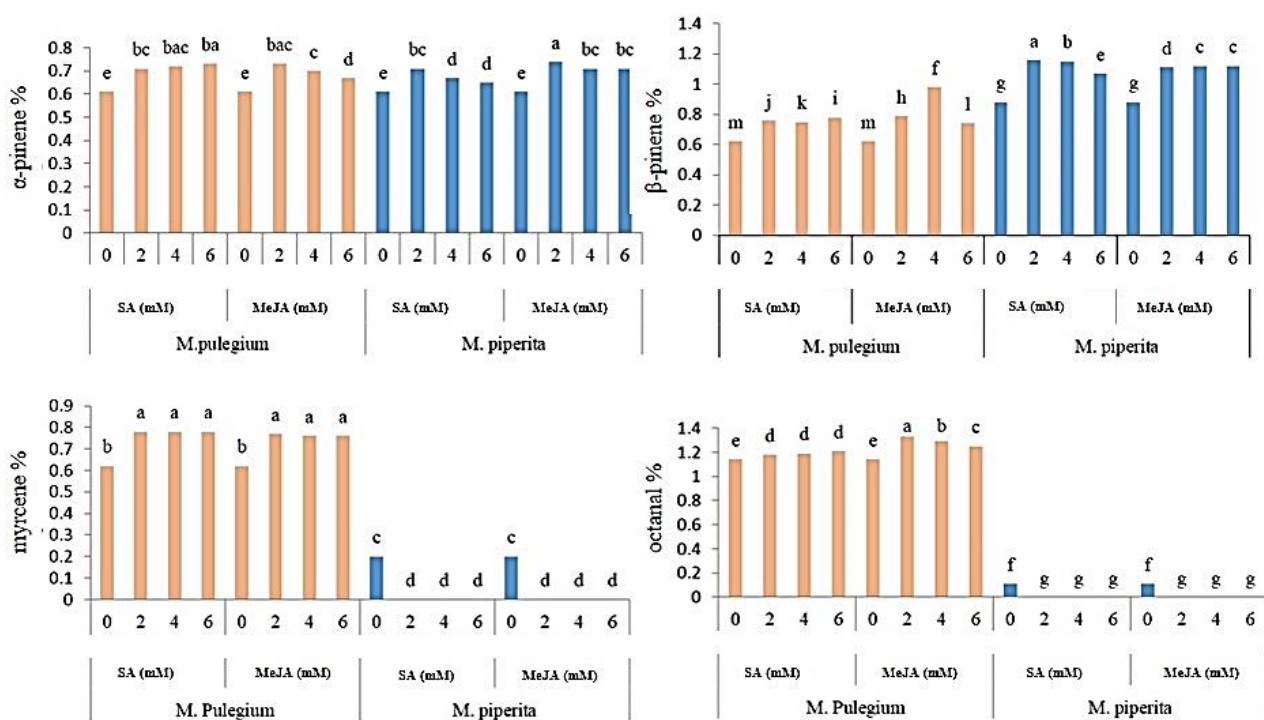 α-pinene %
0.8
0.7
0.6
0.5
0.4
0.3
0.2
0.1
0
e bc bac ba e bac c d e bc d d e a bc bc
0 2 4 6 0 2 4 6 0 2 4 6 0 2 4 6
SA (mM) MeJA (mM) SA (mM) MeJA (mM)
M.pulegium M. piperita
β-pinene %
1.4
1.2
1
0.8
0.6
0.4
0.2
0
m j k i m h f l g a b e g d c c
0 2 4 6 0 2 4 6 0 2 4 6 0 2 4 6
SA (mM) MeJA (mM) SA (mM) MeJA (mM)
M. pulegium M. piperita
myrcene %
0.9
0.8
0.7
0.6
0.5
0.4
0.3
0.2
0.1
0
b a a a b a a a c d d d c d d d
0 2 4 6 0 2 4 6 0 2 4 6 0 2 4 6
SA (mM) MeJA (mM) SA (mM) MeJA (mM)
M. Pulegium M. piperita
octanal %
1.4
1.2
1
0.8
0.6
0.4
0.2
0
e d d d e a b c f g g g f g g g
0 2 4 6 0 2 4 6 0 2 4 6 0 2 4 6
SA (mM) MeJA (mM) SA (mM) MeJA (mM)
M. Pulegium M. piperita